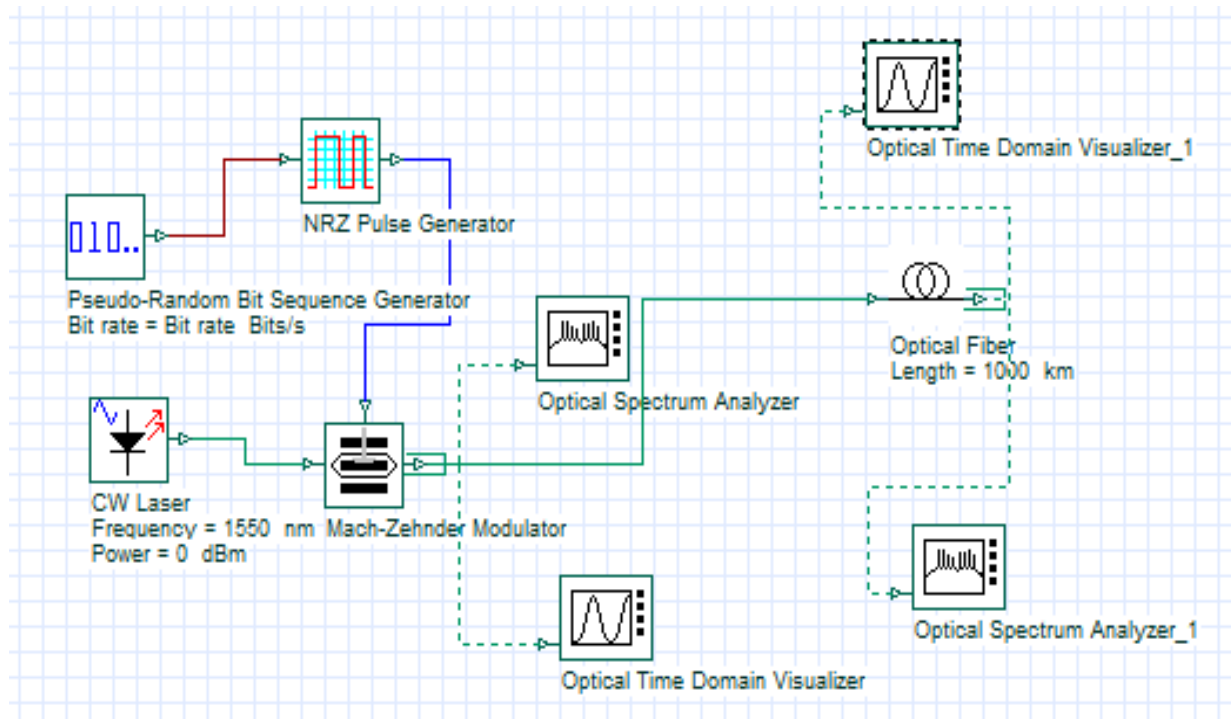 Optical Time Domain Visualizer_1
NRZ Pulse Generator
010..
Pseudo-Random Bit Sequence Generator
Bit rate = Bit rate  Bits/s
Optical Fiber
Length = 1000  km
Optical Spectrum Analyzer
CW Laser
Frequency = 1550  nm
Power = 0  dBm
Mach-Zehnder Modulator
Optical Spectrum Analyzer_1
Optical Time Domain Visualizer